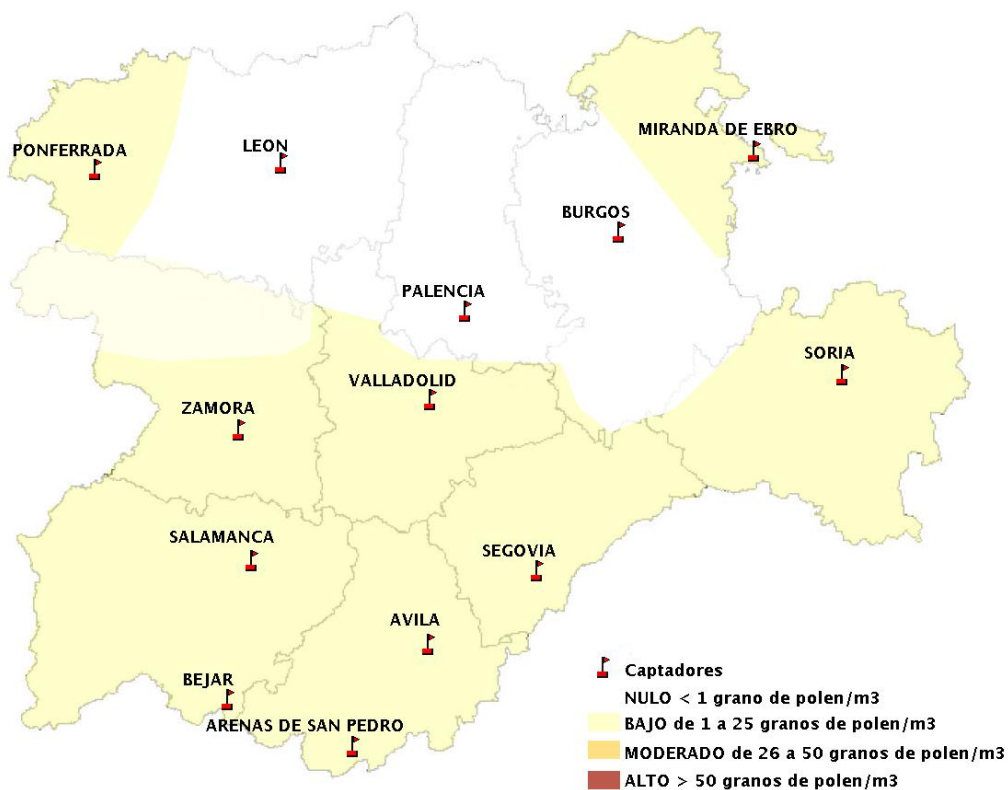 MIRANDA DE EBRO
PONFERRADA
LEON
BURGOS
PALENCIA
SORIA
VALLADOLID
ZAMORA
SALAMANCA
SEGOVIA
AVILA
BEJAR
ARENAS DE SAN PEDRO
Captadores
NULO < 1 grano de polen/m3
BAJO de 1 a 25 granos de polen/m3
MODERADO de 26 a 50 granos de polen/m3
ALTO > 50 granos de polen/m3